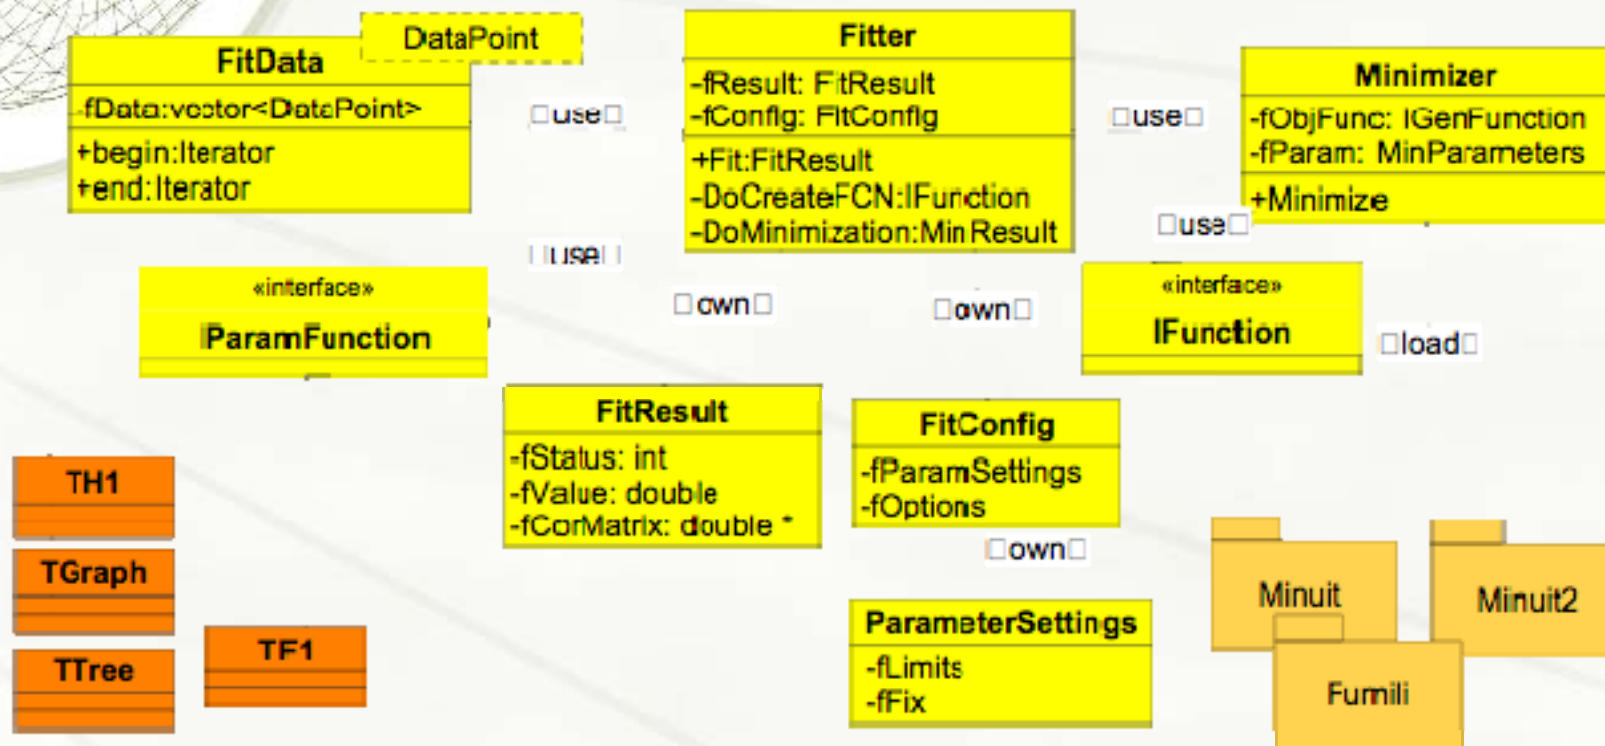 DataPoint
FitData
-fData:vector<DataPoint>
+begin:Iterator
+end:Iterator
□use□
Fitter
-fResult: FitResult
-fConfig: FitConfig
+Fit:FitResult
-DoCreateFCN:IFunction
-DoMinimization:MinResult
□use□
Minimizer
-fObjFunc: IGenFunction
-fParam: MinParameters
+Minimize
□use□
□use□
«interface»
IParamFunction
□own□
□own□
«interface»
IFunction
□load□
FitResult
-fStatus: int
-fValue: double
-fCorMatrix: double *
FitConfig
-fParamSettings
-fOptions
□own□
TH1
TGraph
TTree
TF1
ParameterSettings
-fLimits
-fFix
Minuit
Minuit2
Fumili